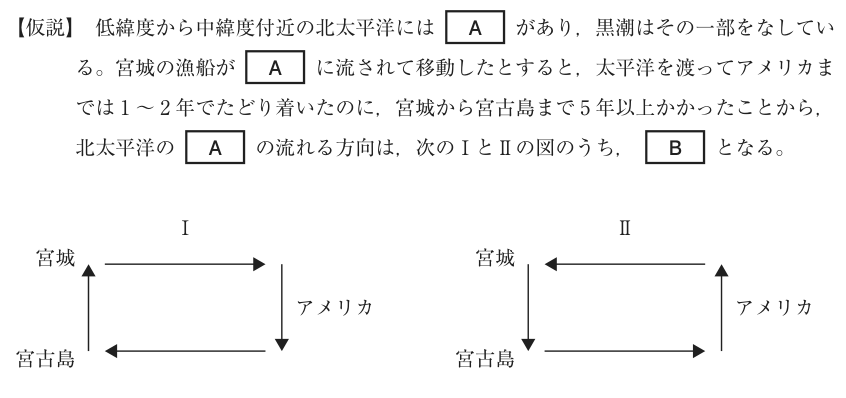 【仮説】 低緯度から中緯度付近の北太平洋には A があり，黒潮はその一部をなしてい
る。宮城の漁船が A に流されて移動したとすると，太平洋を渡ってアメリカま
では１～２年でたどり着いたのに，宮城から宮古島まで５年以上かかったことから，
北太平洋の A の流れる方向は，次のⅠとⅡの図のうち， B となる。
Ⅰ
宮城
アメリカ
宮古島
Ⅱ
宮城
アメリカ
宮古島